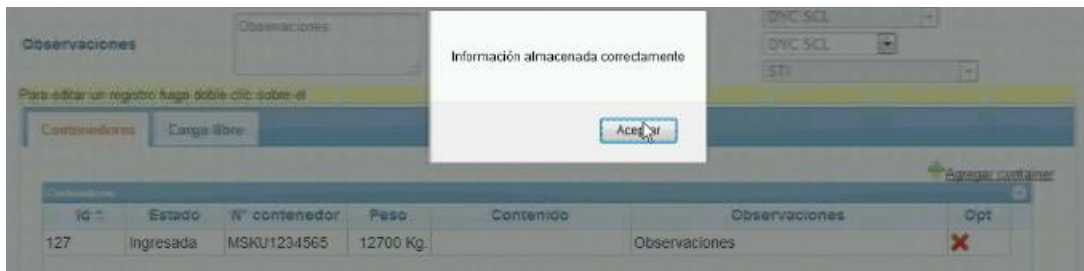 Observaciones
Observaciones
DYC SCL
DYC SCL
STI
Información almacenada correctamente
Para editar un registro haga doble clic sobre el
Aceptar
Contenedores
Carga libre
Agregar container
Contenedores
Id
Estado
N° contenedor
Peso
Contenido
Observaciones
Opt
127
Ingresada
MSKU1234565
12700 Kg.
Observaciones